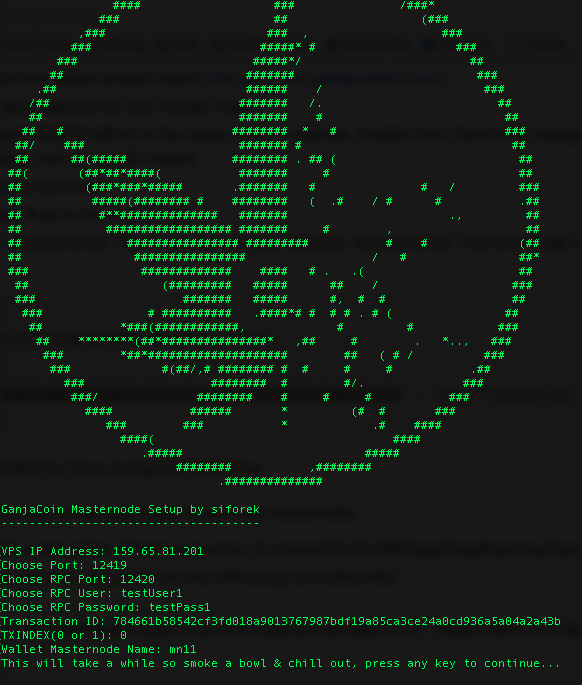 GanjaCoin Masternode Setup by siforek
-------------------------------------
VPS IP Address: 159.65.81.201
Choose Port: 12419
Choose RPC Port: 12420
Choose RPC User: testUser1
Choose RPC Password: testPass1
Transaction ID: 784661b58542cf3fd018a9013767987bdf19a85ca3ce24a0cd936a5a04a2a43b
TXINDEX(0 or 1): 0
Wallet Masternode Name: mn11
This will take a while so smoke a bowl & chill out, press any key to continue...